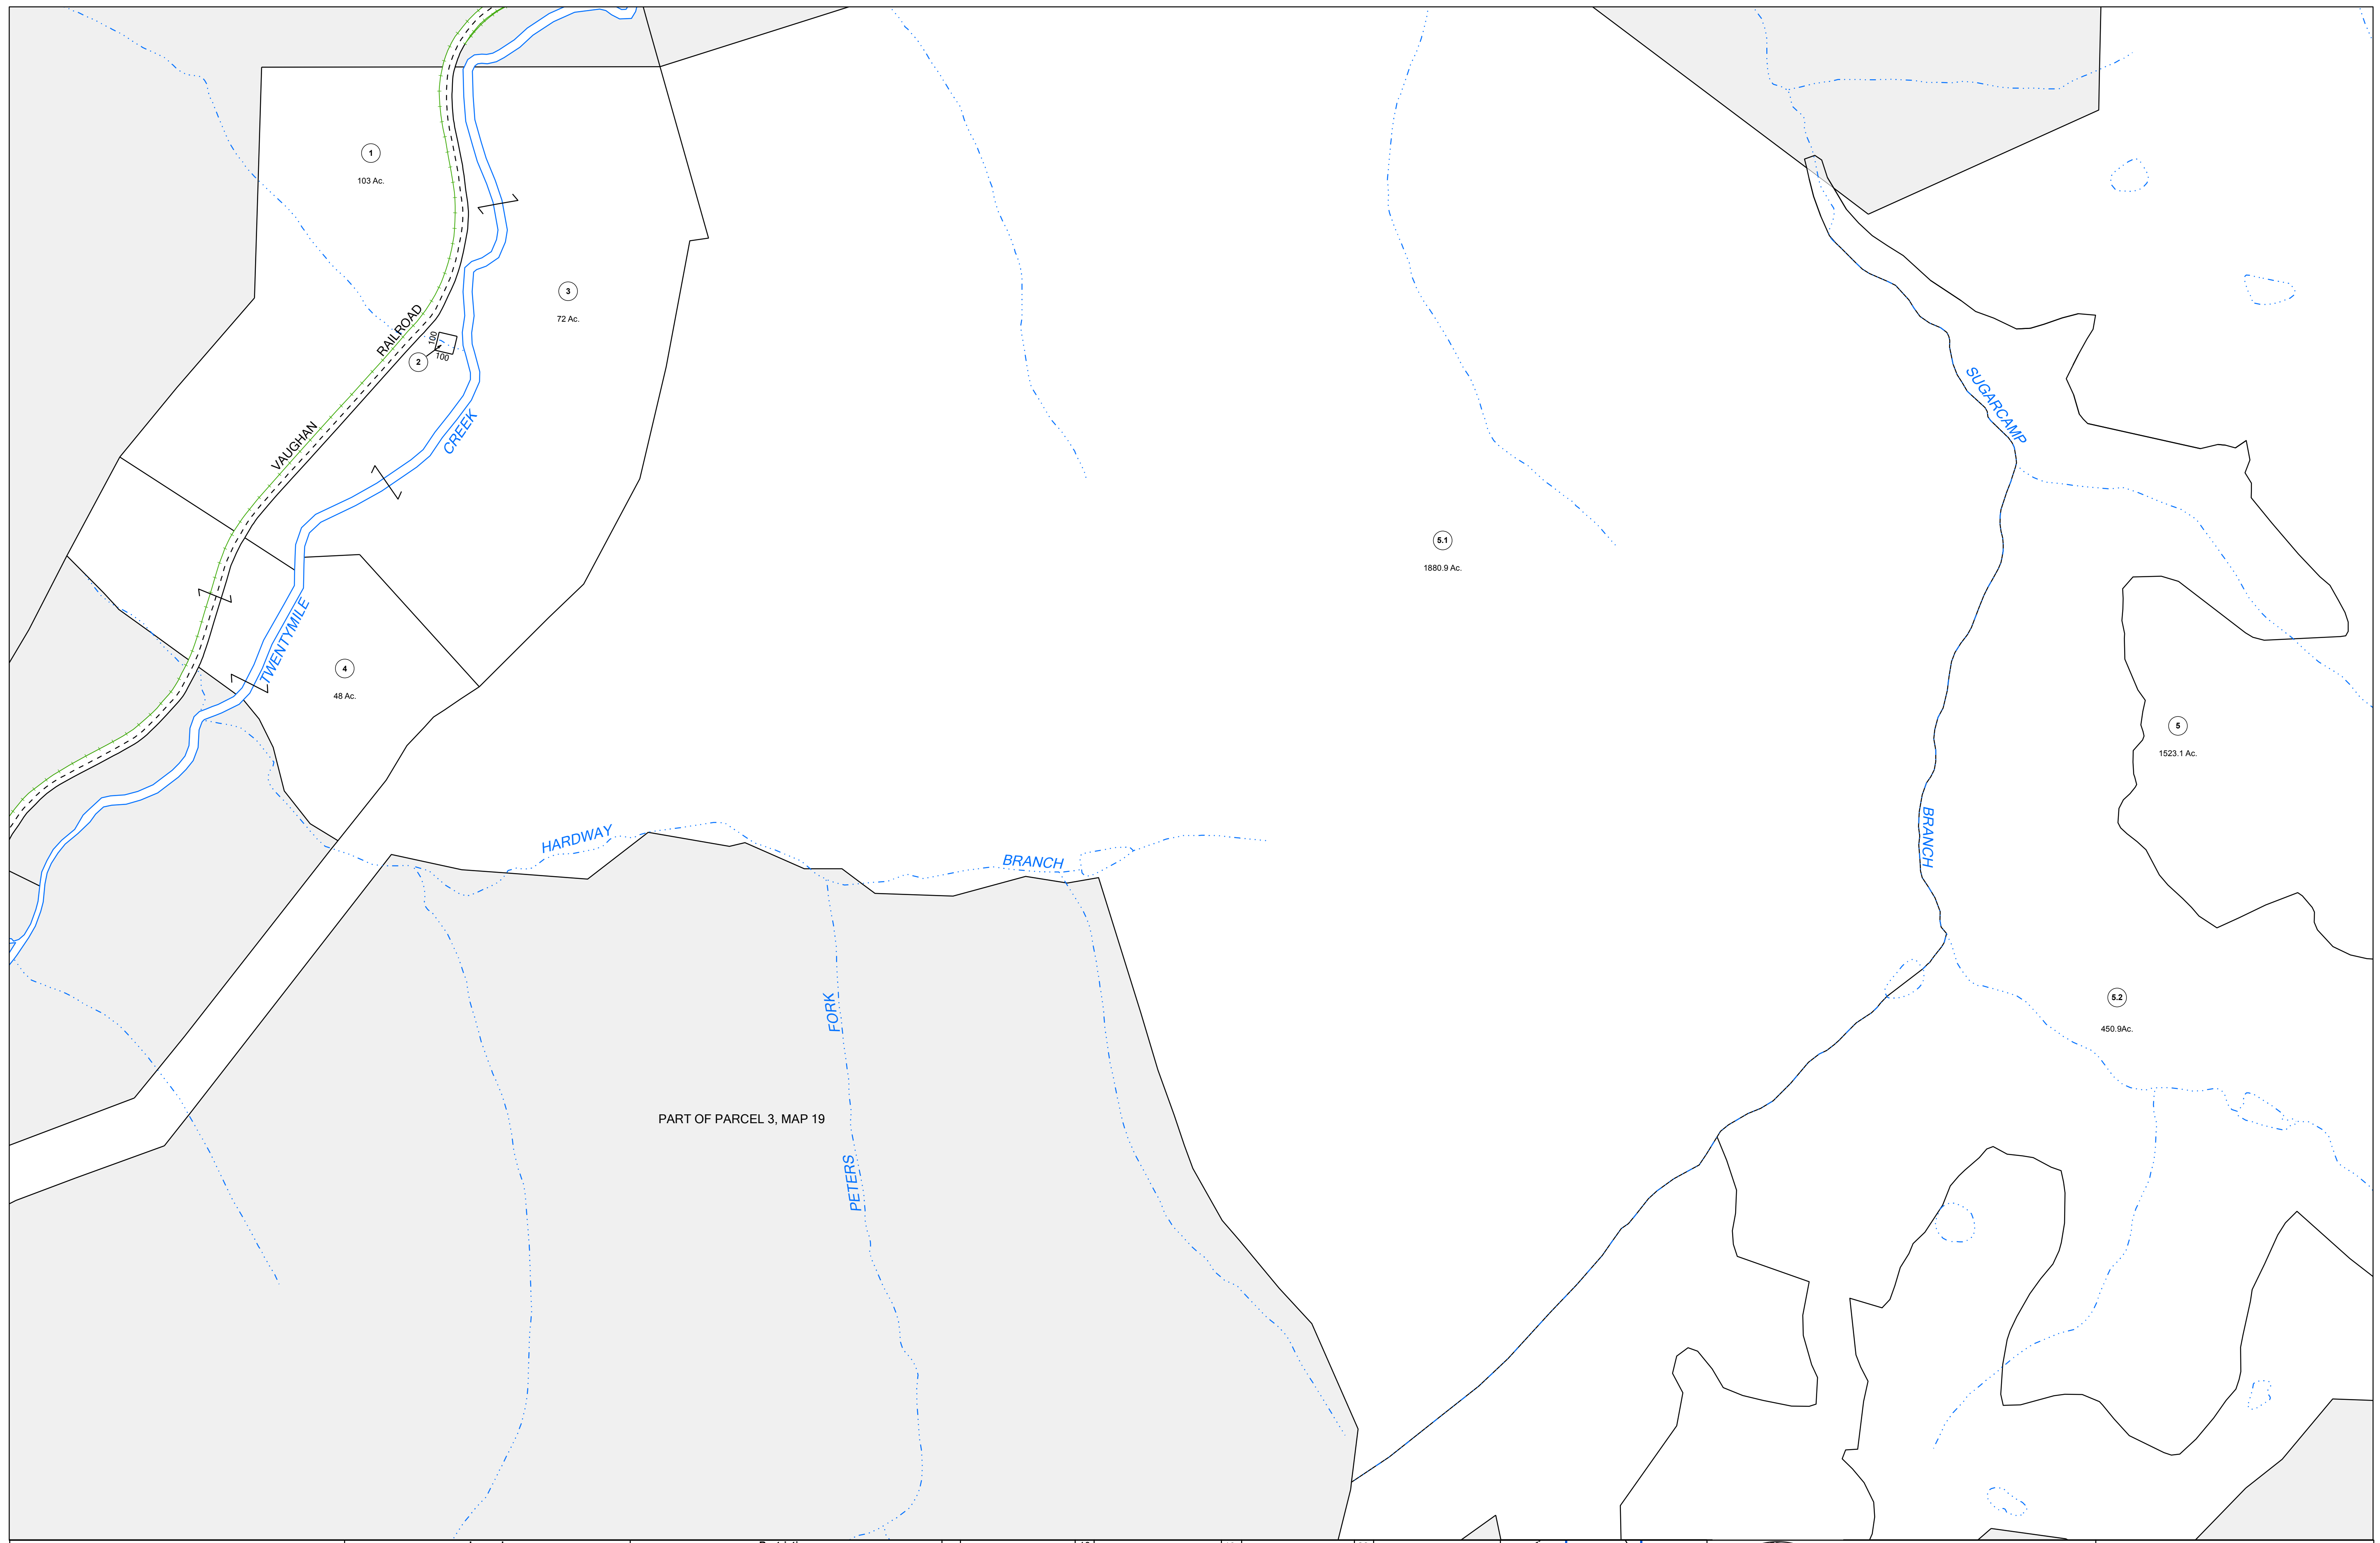 1
103 Ac.
3
72 Ac.
RAILROAD
100
100
2
VAUGHAN
CREEK
SUGARCAMP
5.1
1880.9 Ac.
TWENTYMILE
4
48 Ac.
5
1523.1 Ac.
HARDWAY
BRANCH
BRANCH
5.2
450.9Ac.
FORK
PART OF PARCEL 3, MAP 19
PETERS